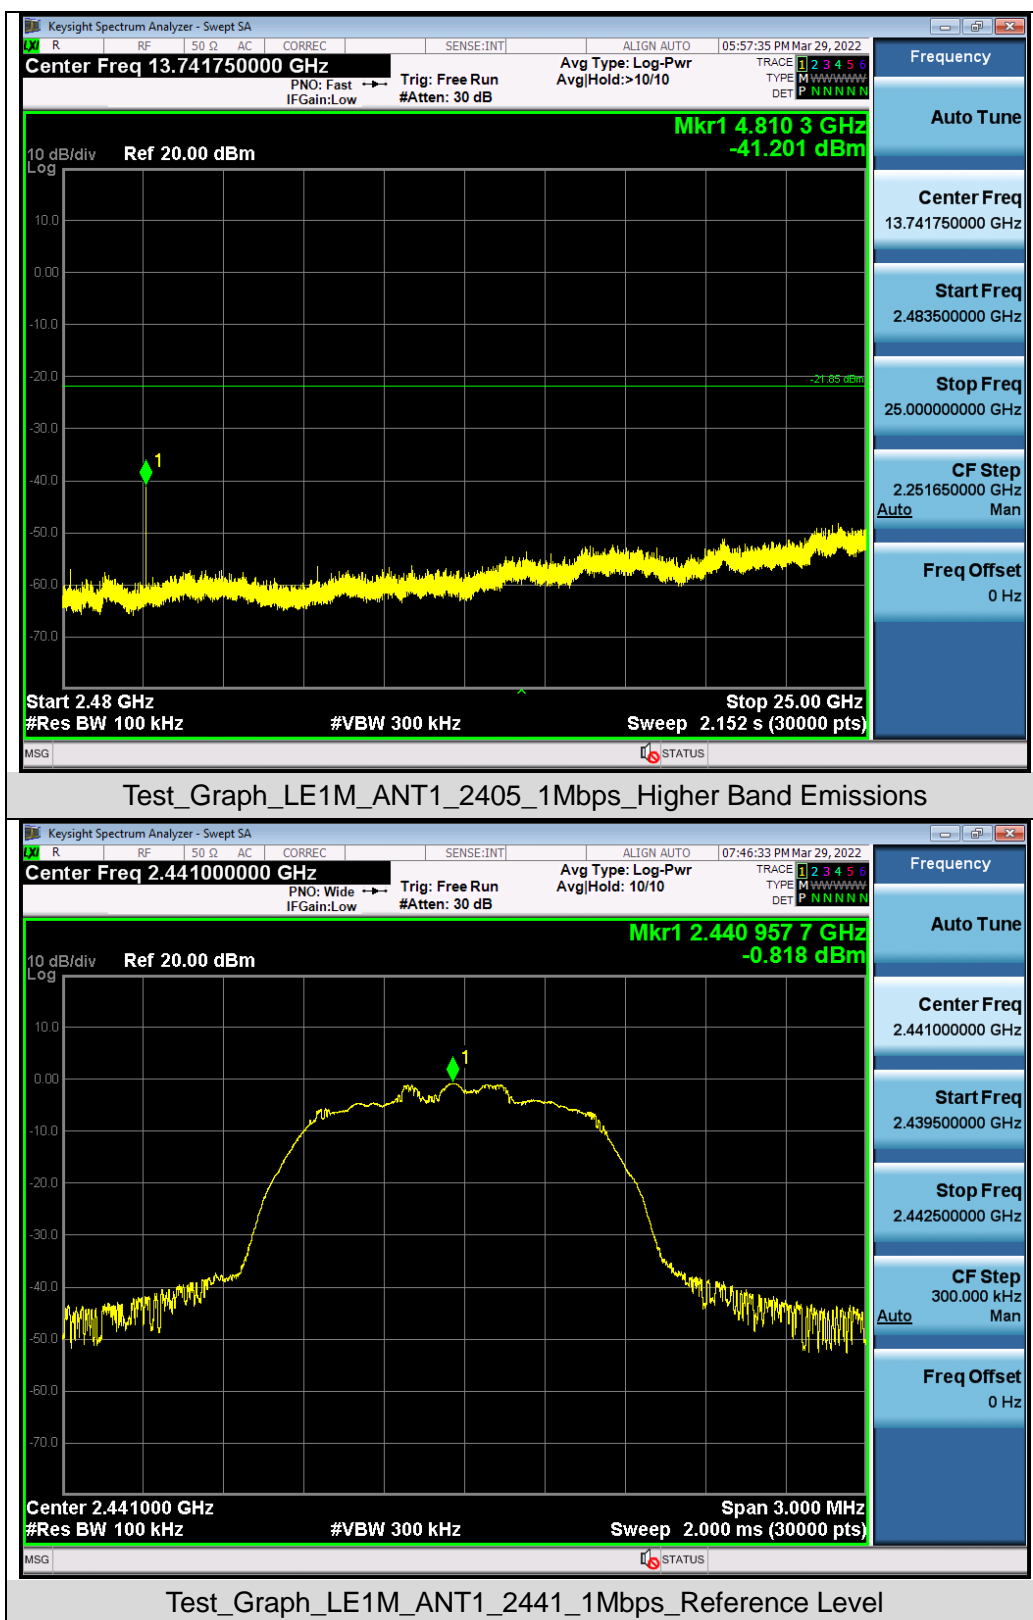 Keysight Spectrum Analyzer - Swept SA
LXI R RF 50 Ω AC CORREC SENSE:INT ALIGN AUTO 05:57:35 PM Mar 29, 2022
Center Freq 13.741750000 GHz
PNO: Fast
IFGain:Low
Trig: Free Run
#Atten: 30 dB
Avg Type: Log-Pwr
Avg|Hold:>10/10
TRACE 1 2 3 4 5 6
TYPE M WWWWW
DET P N N N N N
Mkr1 4.810 3 GHz
-41.201 dBm
10 dB/div Ref 20.00 dBm
Log
10.0
0.00
-10.0
-20.0
-21.85 dBm
-30.0
1
-40.0
-50.0
-60.0
-70.0
Start 2.48 GHz Stop 25.00 GHz
#Res BW 100 kHz #VBW 300 kHz Sweep 2.152 s (30000 pts)
MSG STATUS
Frequency
Auto Tune
Center Freq
13.741750000 GHz
Start Freq
2.483500000 GHz
Stop Freq
25.000000000 GHz
CF Step
2.251650000 GHz
Auto Man
Freq Offset
0 Hz
Test_Graph_LE1M_ANT1_2405_1Mbps_Higher Band Emissions
Keysight Spectrum Analyzer - Swept SA
LXI R RF 50 Ω AC CORREC SENSE:INT ALIGN AUTO 07:46:33 PM Mar 29, 2022
Center Freq 2.441000000 GHz
PNO: Wide
IFGain:Low
Trig: Free Run
#Atten: 30 dB
Avg Type: Log-Pwr
Avg|Hold: 10/10
TRACE 1 2 3 4 5 6
TYPE M WWWWW
DET P N N N N N
Mkr1 2.440 957 7 GHz
-0.818 dBm
10 dB/div Ref 20.00 dBm
Log
10.0
1
0.00
-10.0
-20.0
-30.0
-40.0
-50.0
-60.0
-70.0
Center 2.441000 GHz Span 3.000 MHz
#Res BW 100 kHz #VBW 300 kHz Sweep 2.000 ms (30000 pts)
MSG STATUS
Frequency
Auto Tune
Center Freq
2.441000000 GHz
Start Freq
2.439500000 GHz
Stop Freq
2.442500000 GHz
CF Step
300.000 kHz
Auto Man
Freq Offset
0 Hz
Test_Graph_LE1M_ANT1_2441_1Mbps_Reference Level